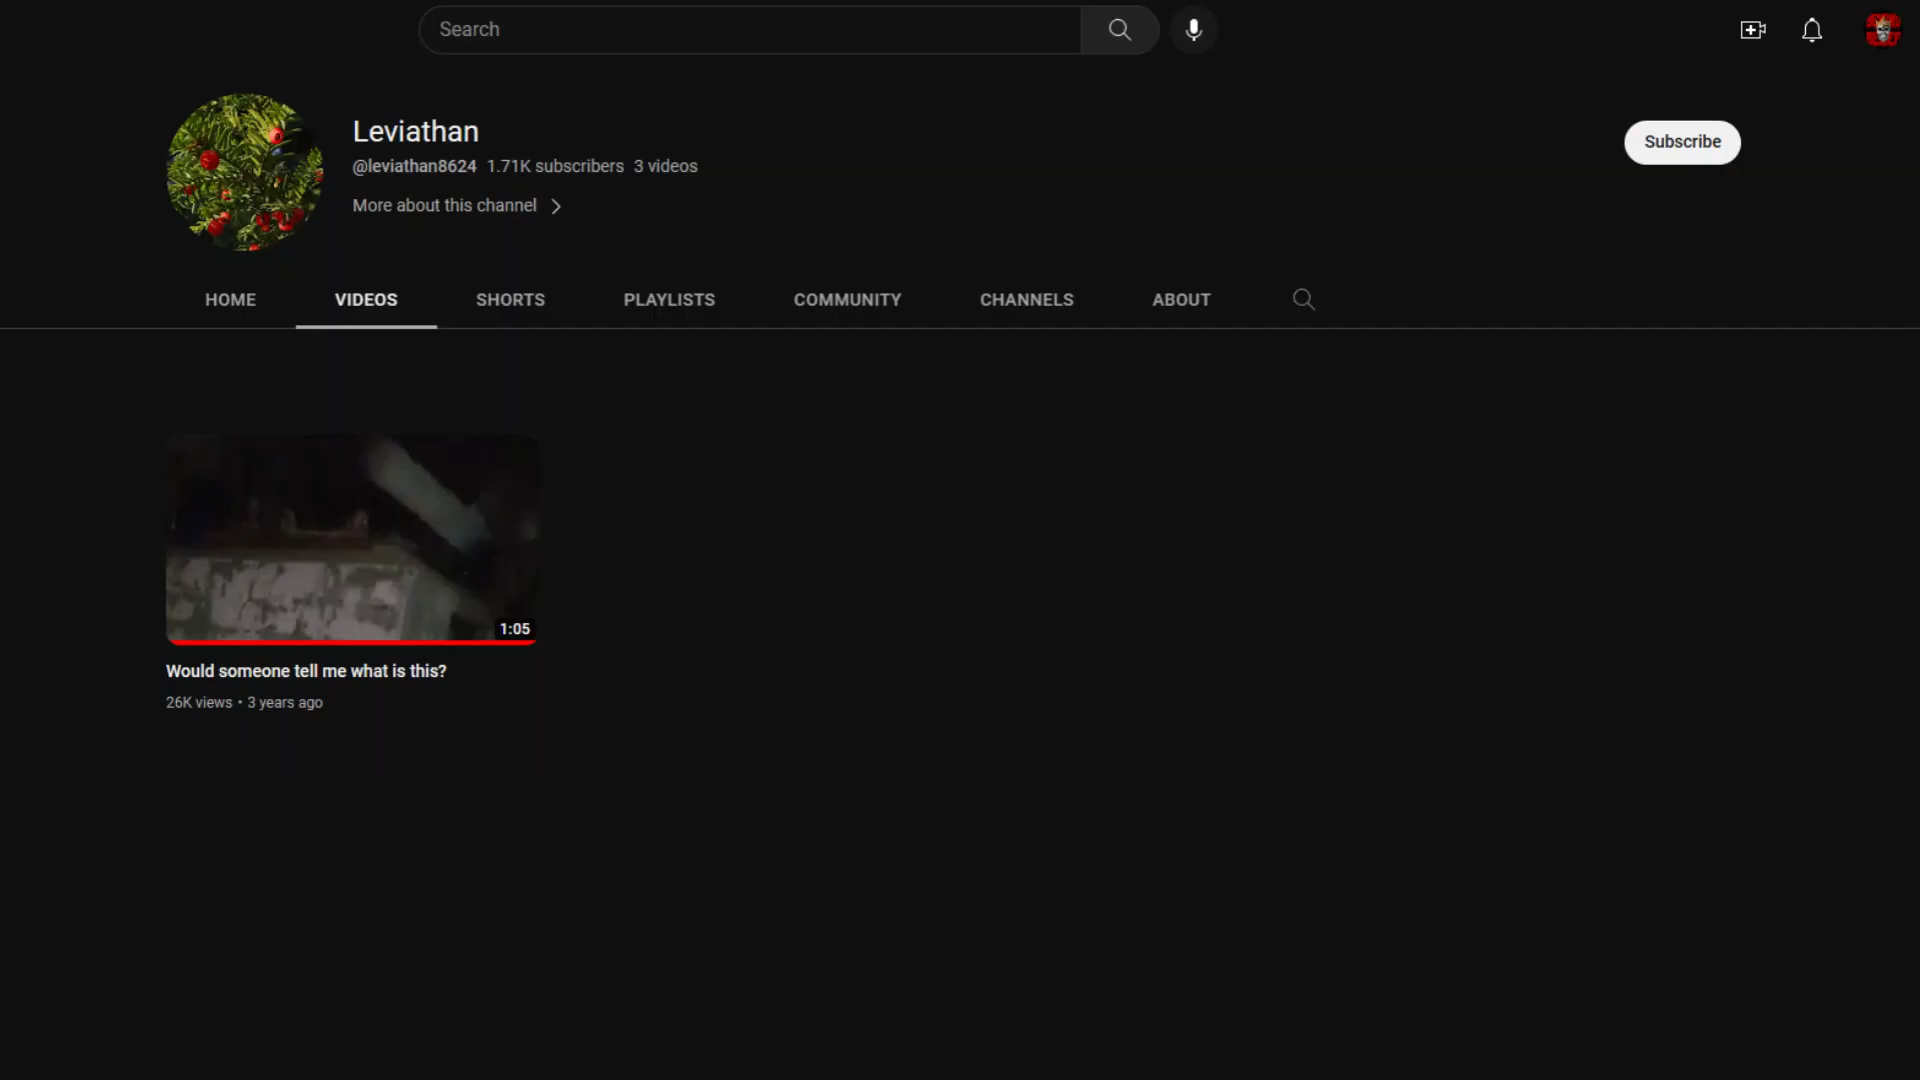 Search
Leviathan
@leviathan8624 1.71K subscribers 3 videos
More about this channel
Subscribe
HOME VIDEOS SHORTS PLAYLISTS COMMUNITY CHANNELS ABOUT
1:05
Would someone tell me what is this?
26K views • 3 years ago